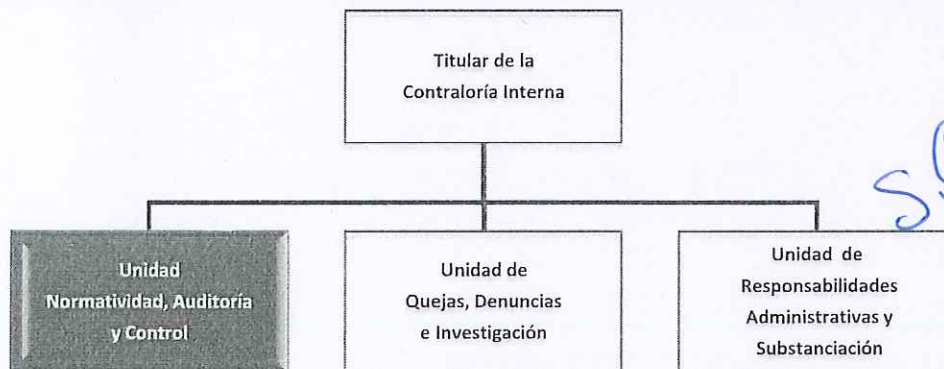 Titular de la
Contraloría Interna
Unidad
Normatividad, Auditoría
y Control
Unidad de
Quejas, Denuncias
e Investigación
Unidad de
Responsabilidades
Administrativas y
Substanciación